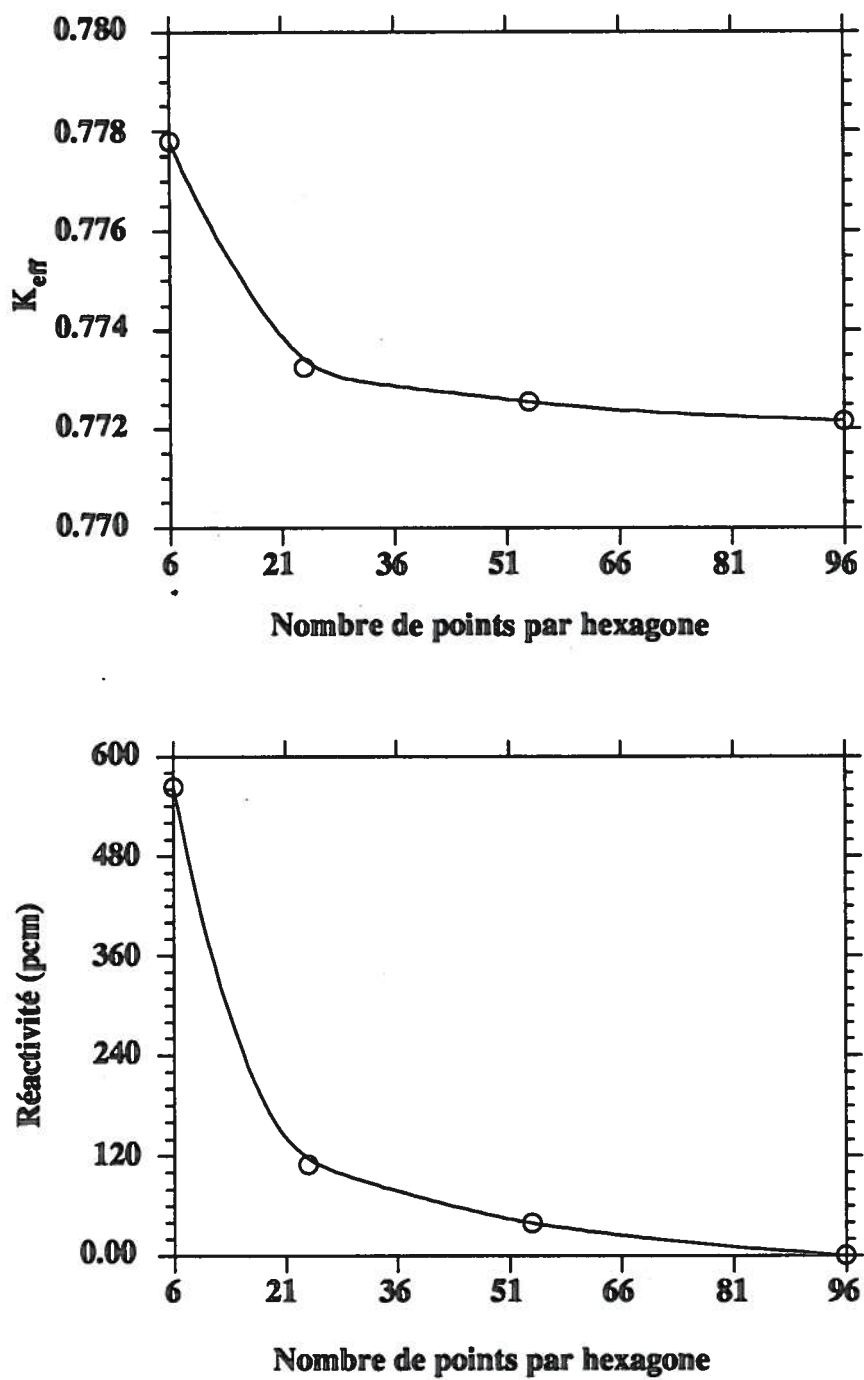 0.780
0.778
0.776
0.774
0.772
0.770
K_eff
6 21 36 51 66 81 96
Nombre de points par hexagone
600
480
360
240
120
0.00
Réactivité (pcm)
6 21 36 51 66 81 96
Nombre de points par hexagone